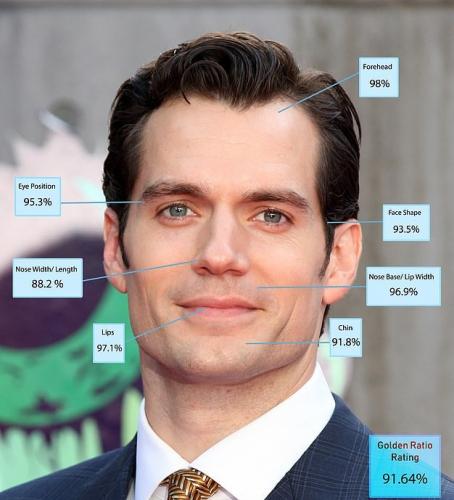 Forehead
98%
Eye Position
95.3%
Face Shape
93.5%
Nose Width/ Length
88.2 %
Nose Base/ Lip Width
96.9%
Lips
97.1%
Chin
91.8%
Golden Ratio
Rating
91.64%